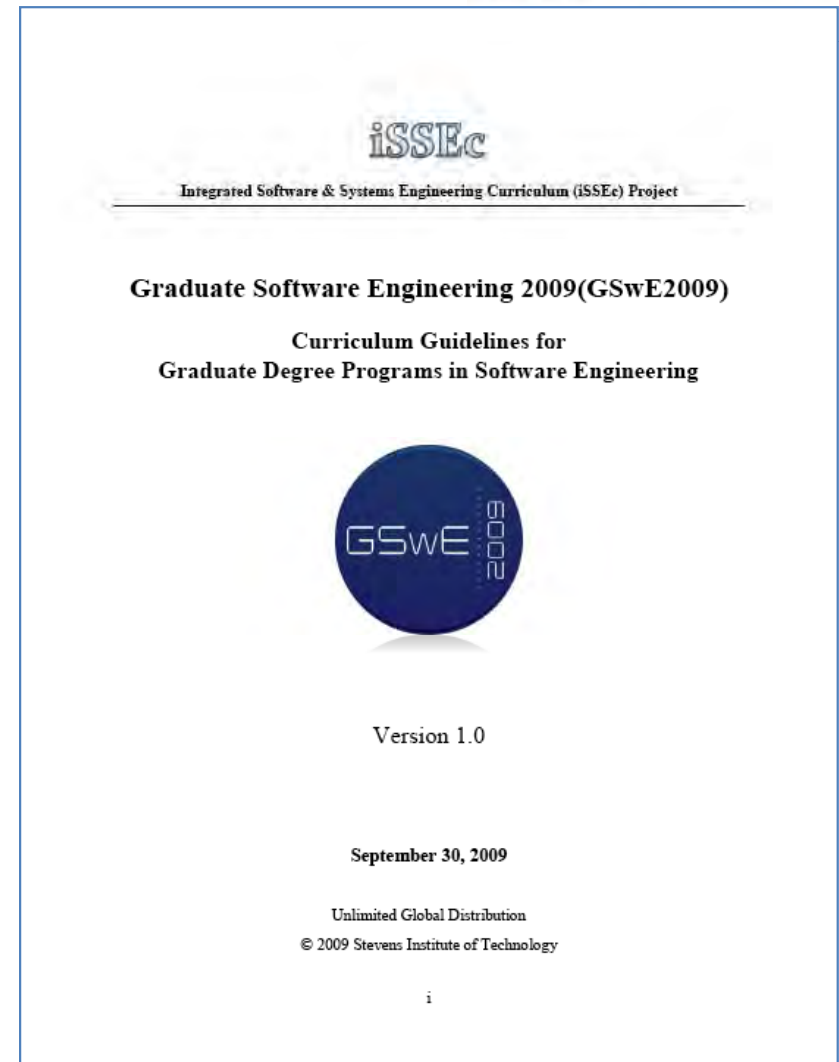 iSSEc
Integrated Software & Systems Engineering Curriculum (iSSEc) Project
Graduate Software Engineering 2009(GSwE2009)
Curriculum Guidelines for
Graduate Degree Programs in Software Engineering
GSwE 2009
Version 1.0
September 30, 2009
Unlimited Global Distribution
© 2009 Stevens Institute of Technology
i